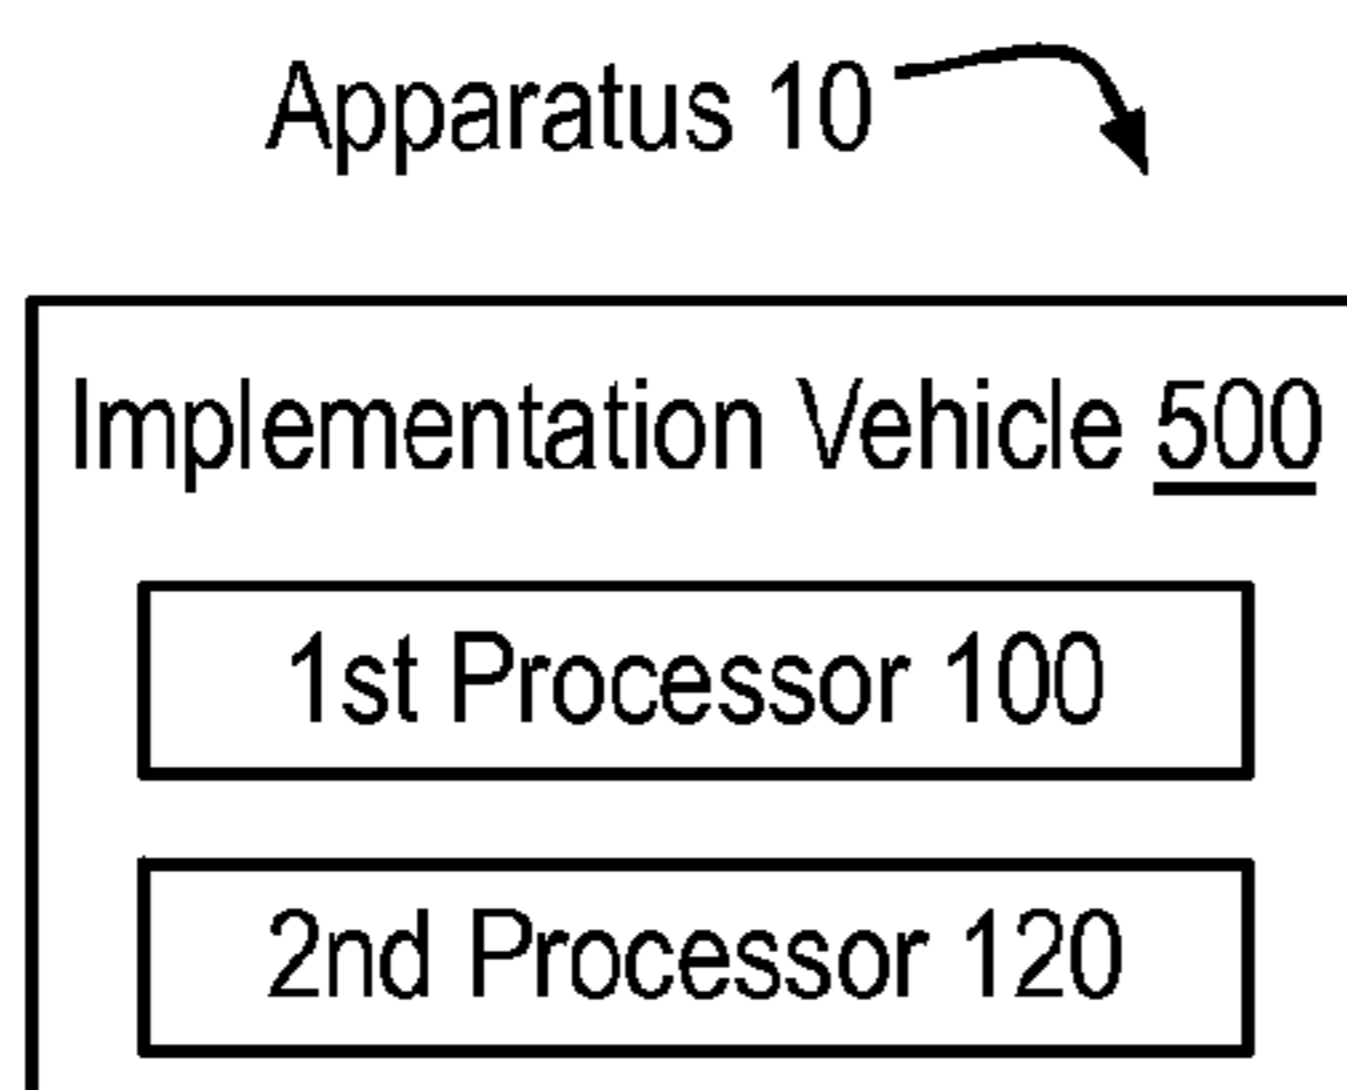 Apparatus 10
Implementation Vehicle 500
1st Processor 100
2nd Processor 120